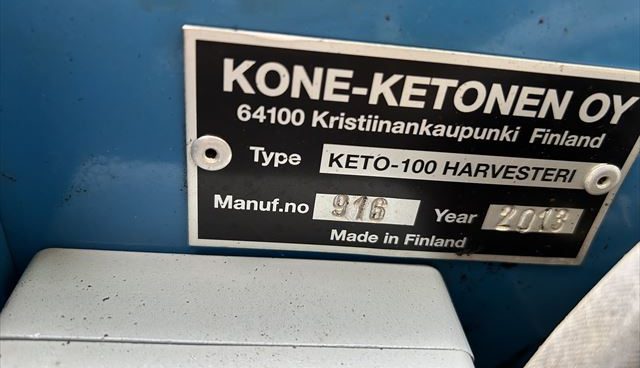 KONE-KETONEN OY
64100 Kristiinankaupunki Finland
Type KETO-100 HARVESTERI
Manuf.no 916 Year 2013
Made in Finland